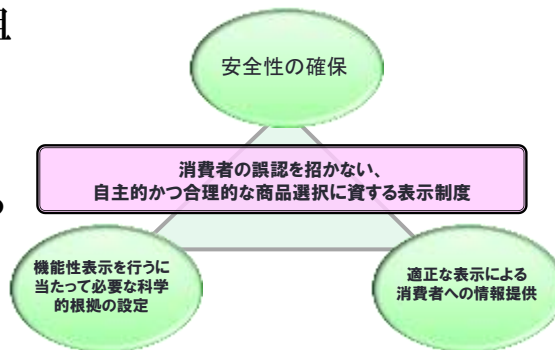 組
安全性の確保
消費者の誤認を招かない、
自主的かつ合理的な商品選択に資する表示制度
機能性表示を行うに
当たって必要な科学
的根拠の設定
適正な表示による
消費者への情報提供